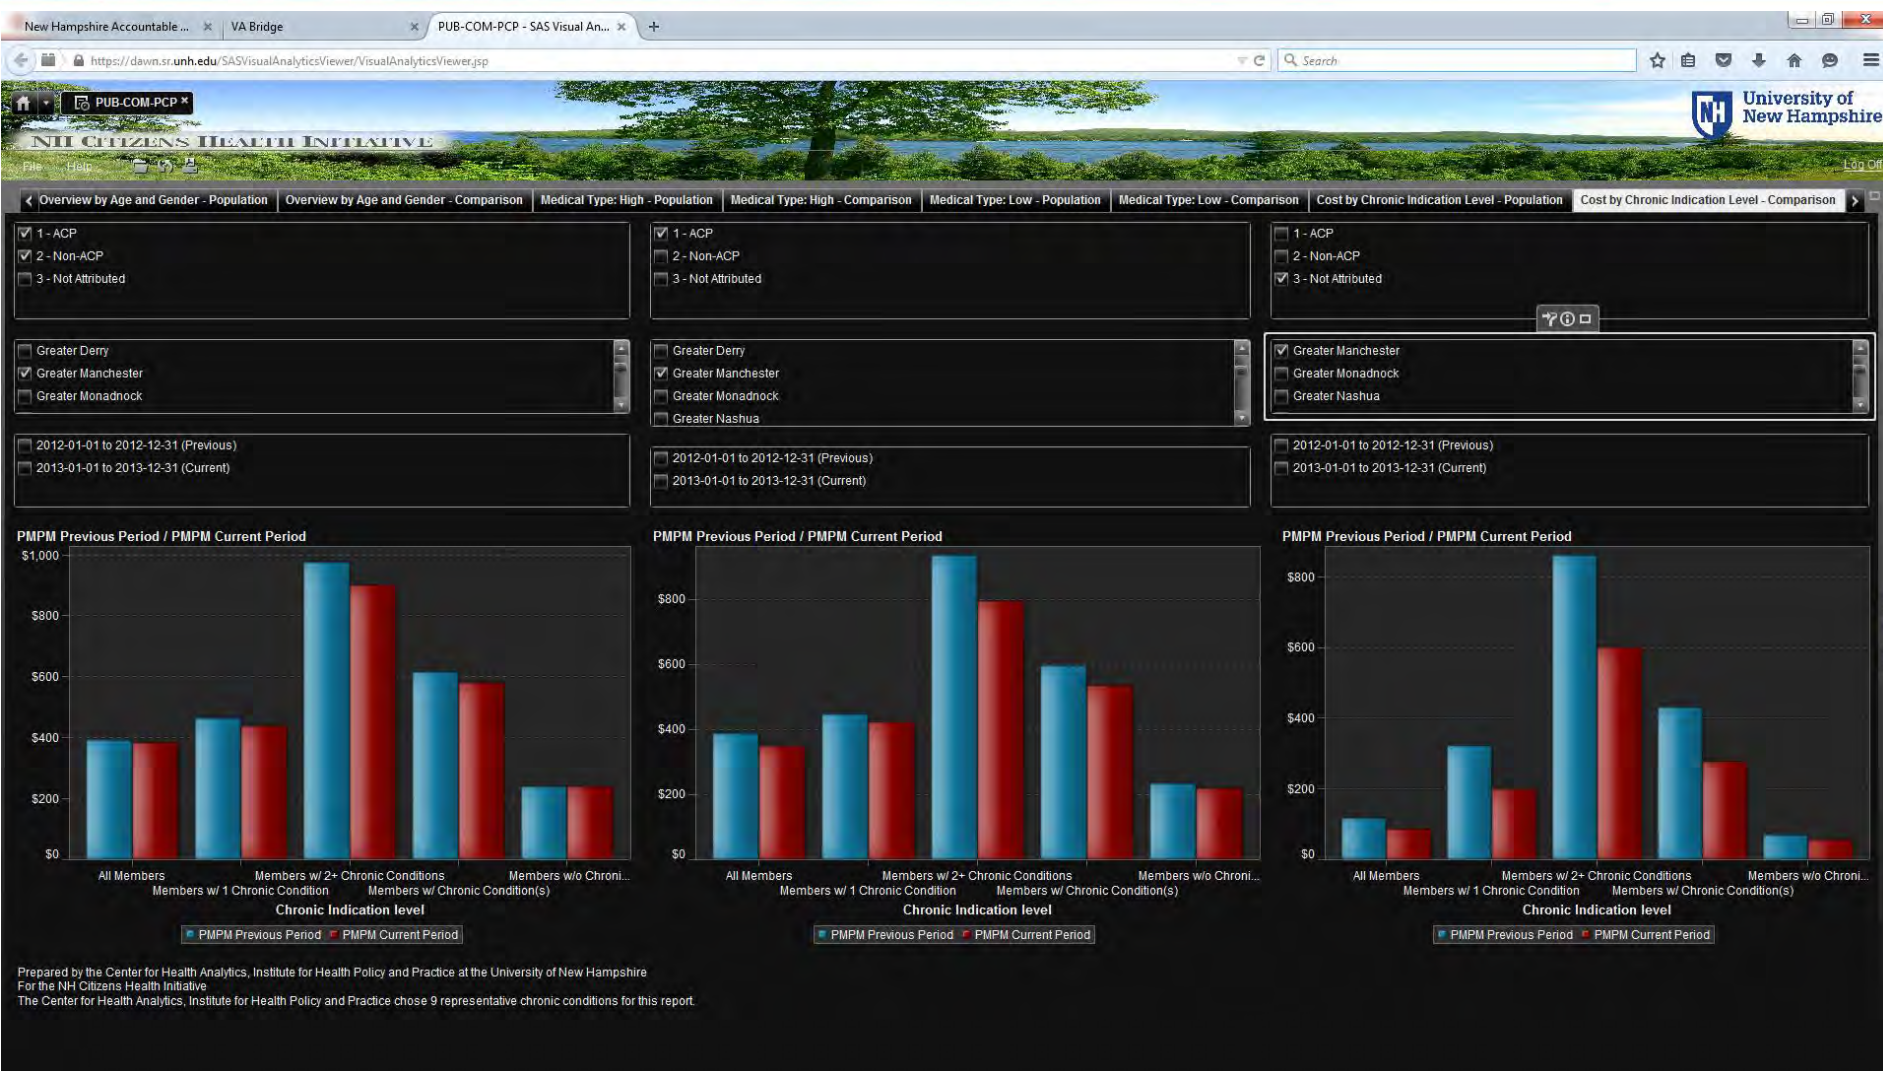 New Hampshire Accountable ... × VA Bridge × PUB-COM-PCP - SAS Visual An... × +
https://dawn.sr.unh.edu/SASVisualAnalyticsViewer/VisualAnalyticsViewer.jsp Search
PUB-COM-PCP ×
University of
New Hampshire
NH CITIZENS HEALTH INITIATIVE
File Help Log Off
Overview by Age and Gender - Population Overview by Age and Gender - Comparison Medical Type: High - Population Medical Type: High - Comparison Medical Type: Low - Population Medical Type: Low - Comparison Cost by Chronic Indication Level - Population Cost by Chronic Indication Level - Comparison
1 - ACP
2 - Non-ACP
3 - Not Attributed
1 - ACP
2 - Non-ACP
3 - Not Attributed
1 - ACP
2 - Non-ACP
3 - Not Attributed
Greater Derry
Greater Manchester
Greater Monadnock
Greater Derry
Greater Manchester
Greater Monadnock
Greater Nashua
Greater Manchester
Greater Monadnock
Greater Nashua
2012-01-01 to 2012-12-31 (Previous)
2013-01-01 to 2013-12-31 (Current)
2012-01-01 to 2012-12-31 (Previous)
2013-01-01 to 2013-12-31 (Current)
2012-01-01 to 2012-12-31 (Previous)
2013-01-01 to 2013-12-31 (Current)
PMPM Previous Period / PMPM Current Period
$1,000
$800
$600
$400
$200
$0
All Members Members w/ 2+ Chronic Conditions Members w/o Chroni...
Members w/ 1 Chronic Condition Members w/ Chronic Condition(s)
Chronic Indication level
PMPM Previous Period PMPM Current Period
PMPM Previous Period / PMPM Current Period
$800
$600
$400
$200
$0
All Members Members w/ 2+ Chronic Conditions Members w/o Chroni...
Members w/ 1 Chronic Condition Members w/ Chronic Condition(s)
Chronic Indication level
PMPM Previous Period PMPM Current Period
PMPM Previous Period / PMPM Current Period
$800
$600
$400
$200
$0
All Members Members w/ 2+ Chronic Conditions Members w/o Chroni...
Members w/ 1 Chronic Condition Members w/ Chronic Condition(s)
Chronic Indication level
PMPM Previous Period PMPM Current Period
Prepared by the Center for Health Analytics, Institute for Health Policy and Practice at the University of New Hampshire
For the NH Citizens Health Initiative
The Center for Health Analytics, Institute for Health Policy and Practice chose 9 representative chronic conditions for this report.